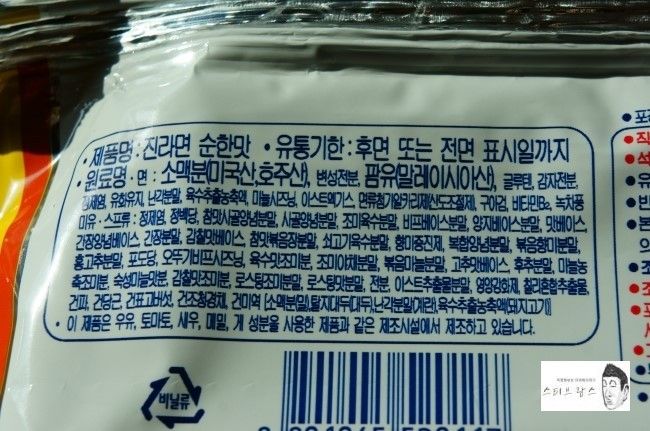 • 제품명 : 진라면 순한맛 • 유통기한 : 후면 또는 전면 표시일까지
• 원료명 • 면 : 소맥분(미국산,호주산), 변성전분, 팜유(말레이시아산), 글루텐, 감자전분,
정제염, 유화유지, 난각분말, 육수추출농축액, 마늘시즈닝, 이스트엑기스, 면류첨가알카리제(산도조절제), 구아검, 비타민B₂, 녹차풍
미유 • 스프류 : 정제염, 장베당, 참맛사골양념분말, 사골양념분말, 조미육수분말, 비프베이스분말, 양지베이스분말, 맛베이스,
간장양념베이스, 간장분말, 감칠맛베이스, 참맛볶음장분말, 쇠고기육수분말, 향미증진제, 복합양념분말, 볶음향미분말,
홍고추분말, 포도당, 오뚜기비프시즈닝, 육수맛조미분, 조미야채분말, 볶음마늘분말, 고추맛베이스, 후추분말, 마늘농
축조미분, 숙성마늘맛분, 감칠맛조미분, 로스팅조미분말, 로스팅맛분말, 전분, 이스트추출물분말, 영양강화제, 칠리혼합추출물,
건파, 건당근, 건표고버섯, 건조청경채, 건미역 [소맥분(밀),탈지대두(대두),난각분말(계란),육수추출농축액(돼지고기)]
• 이 제품은 우유, 토마토, 새우, 메밀, 게 성분을 사용한 제품과 같은 제조시설에서 제조하고 있습니다.
비닐류
스티브잡스